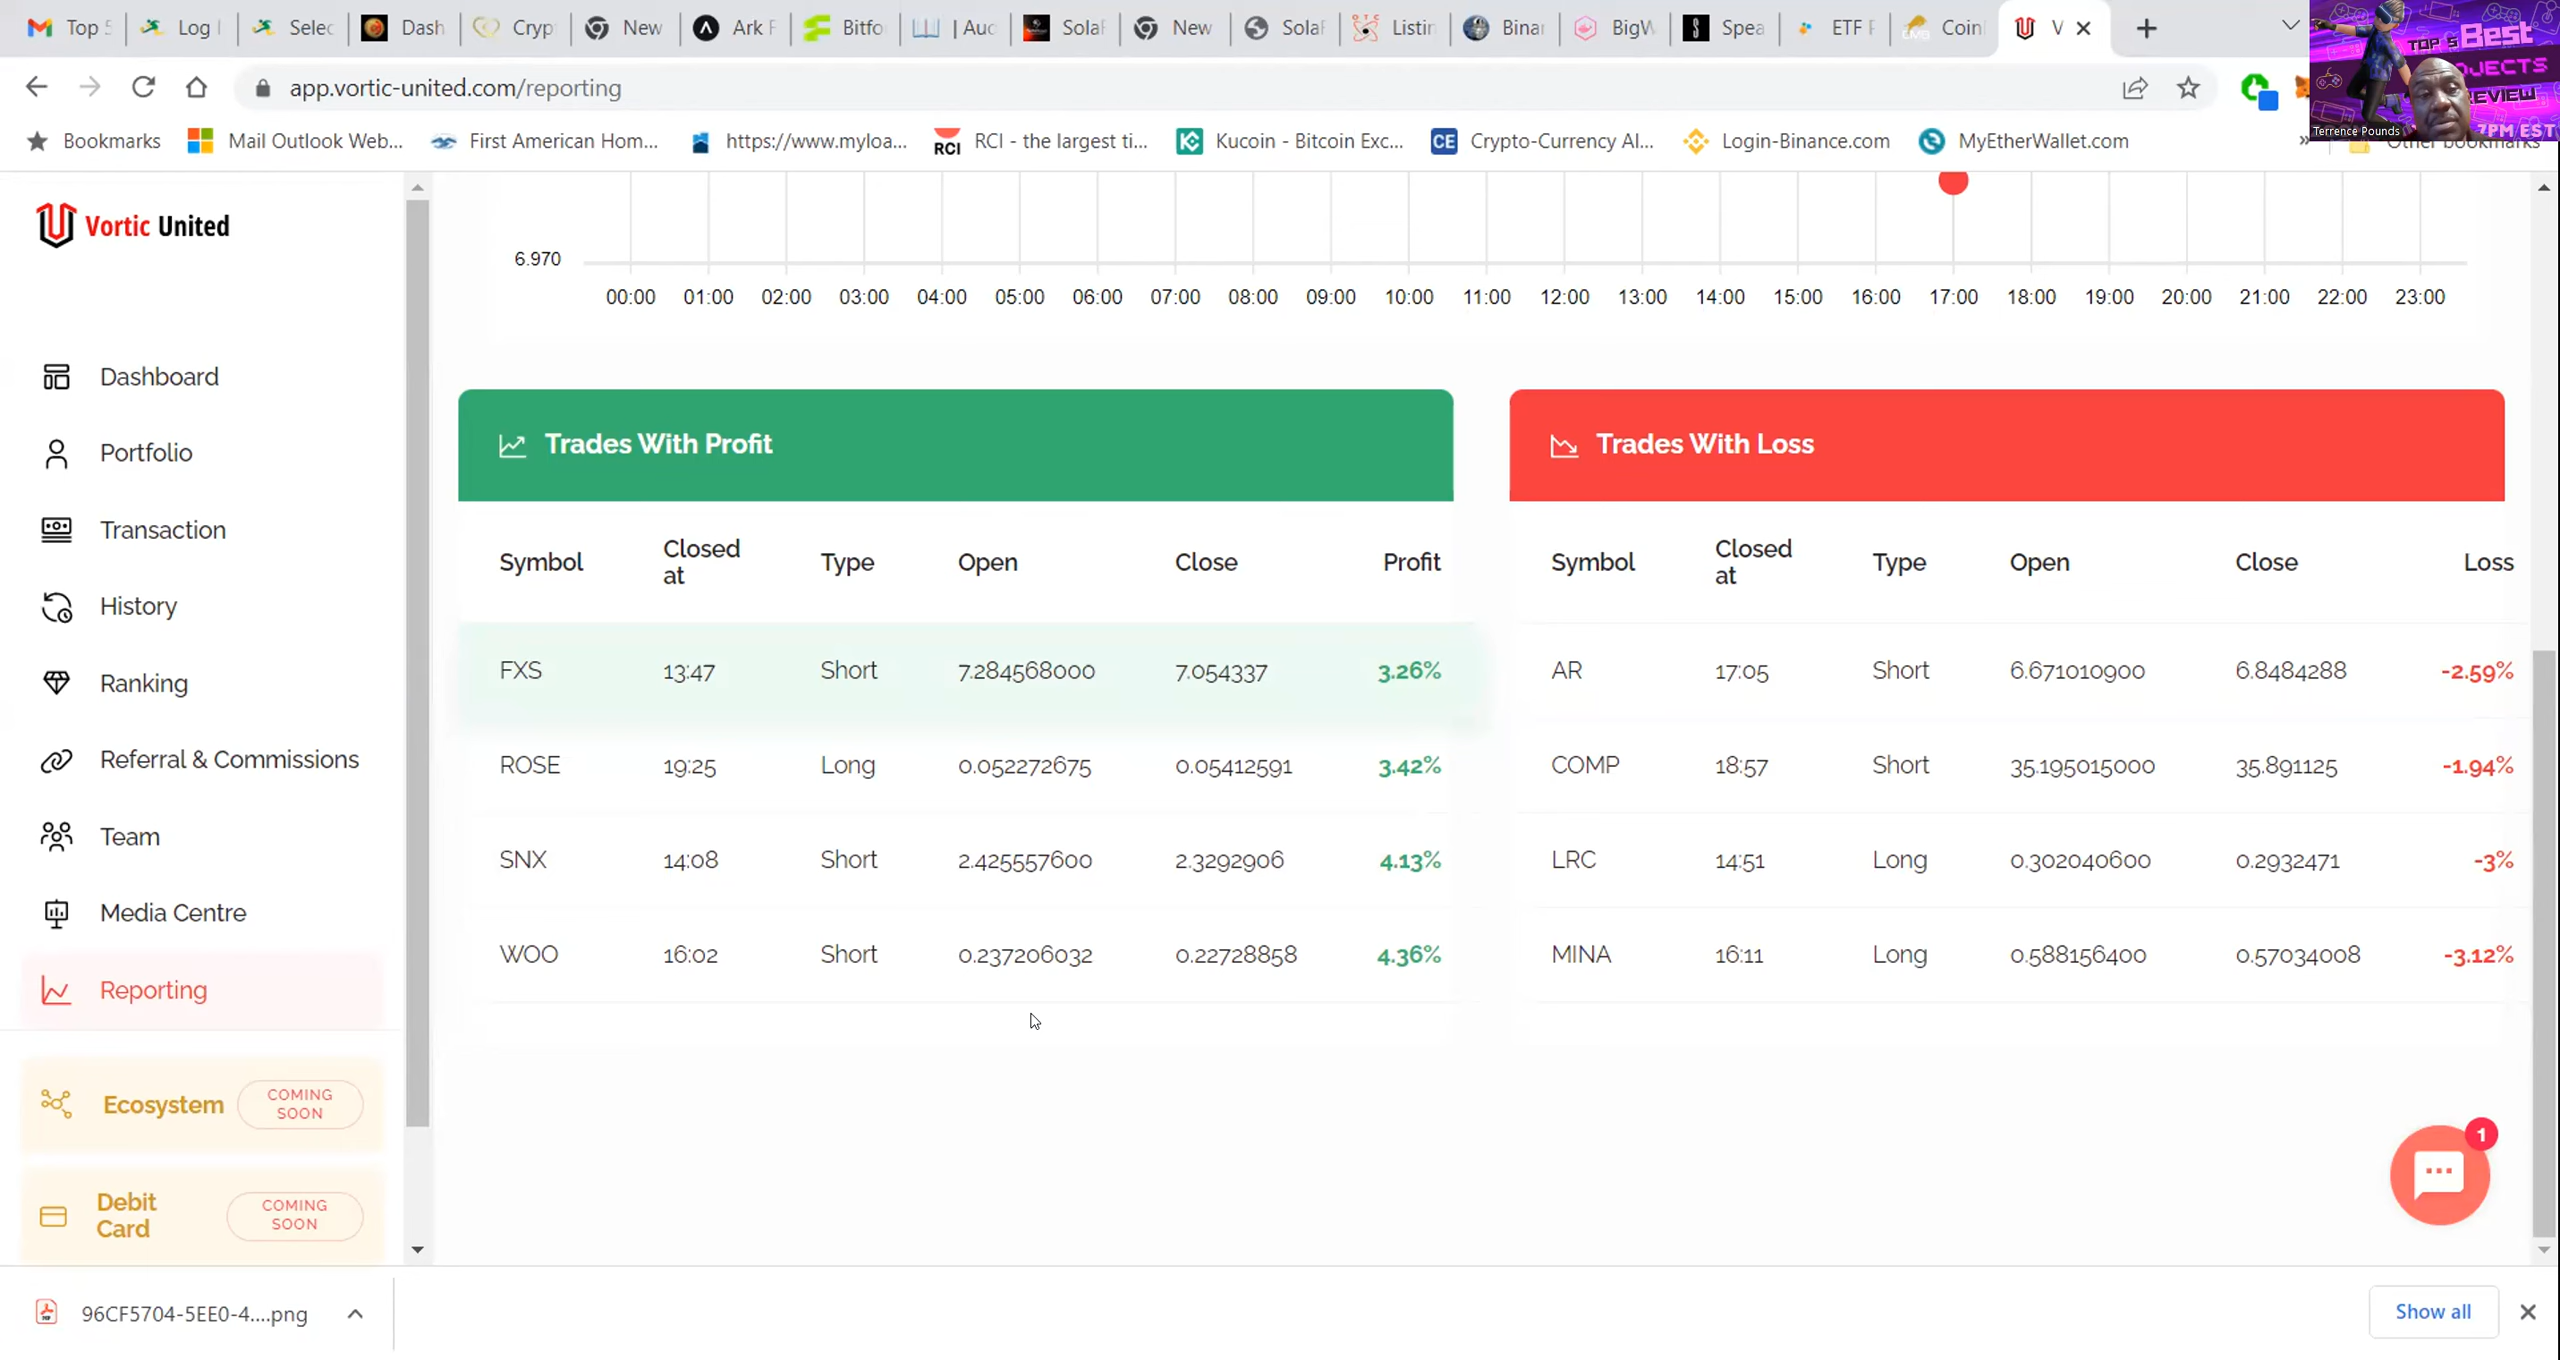 Top 5
Log I
Selec
Dash
Cryp
New
Ark F
Bitfo
| Auc
Sola
New
Sola
Listin
Binar
BigW
Spea
ETF F
Coin
V
app.vortic-united.com/reporting
Bookmarks
Mail Outlook Web...
First American Hom...
https://www.myloa...
RCI
RCI - the largest ti...
Kucoin - Bitcoin Exc...
CE
Crypto-Currency Al...
Login-Binance.com
MyEtherWallet.com
»
Other bookmarks
TOP 5 Best
REVIEW
7PM EST
Terrence Pounds
Vortic United
Dashboard
Portfolio
Transaction
History
Ranking
Referral & Commissions
Team
Media Centre
Reporting
Ecosystem
COMING
SOON
Debit
Card
COMING
SOON
6.970
00:00 01:00 02:00 03:00 04:00 05:00 06:00 07:00 08:00 09:00 10:00 11:00 12:00 13:00 14:00 15:00 16:00 17:00 18:00 19:00 20:00 21:00 22:00 23:00
Trades With Profit
Symbol Closed at Type Open Close Profit
FXS 13:47 Short 7.284568000 7.054337 3.26%
ROSE 19:25 Long 0.052272675 0.05412591 3.42%
SNX 14:08 Short 2.425557600 2.3292906 4.13%
WOO 16:02 Short 0.237206032 0.22728858 4.36%
Trades With Loss
Symbol Closed at Type Open Close Loss
AR 17:05 Short 6.671010900 6.8484288 -2.59%
COMP 18:57 Short 35.195015000 35.891125 -1.94%
LRC 14:51 Long 0.302040600 0.2932471 -3%
MINA 16:11 Long 0.588156400 0.57034008 -3.12%
1
96CF5704-5EE0-4....png
Show all